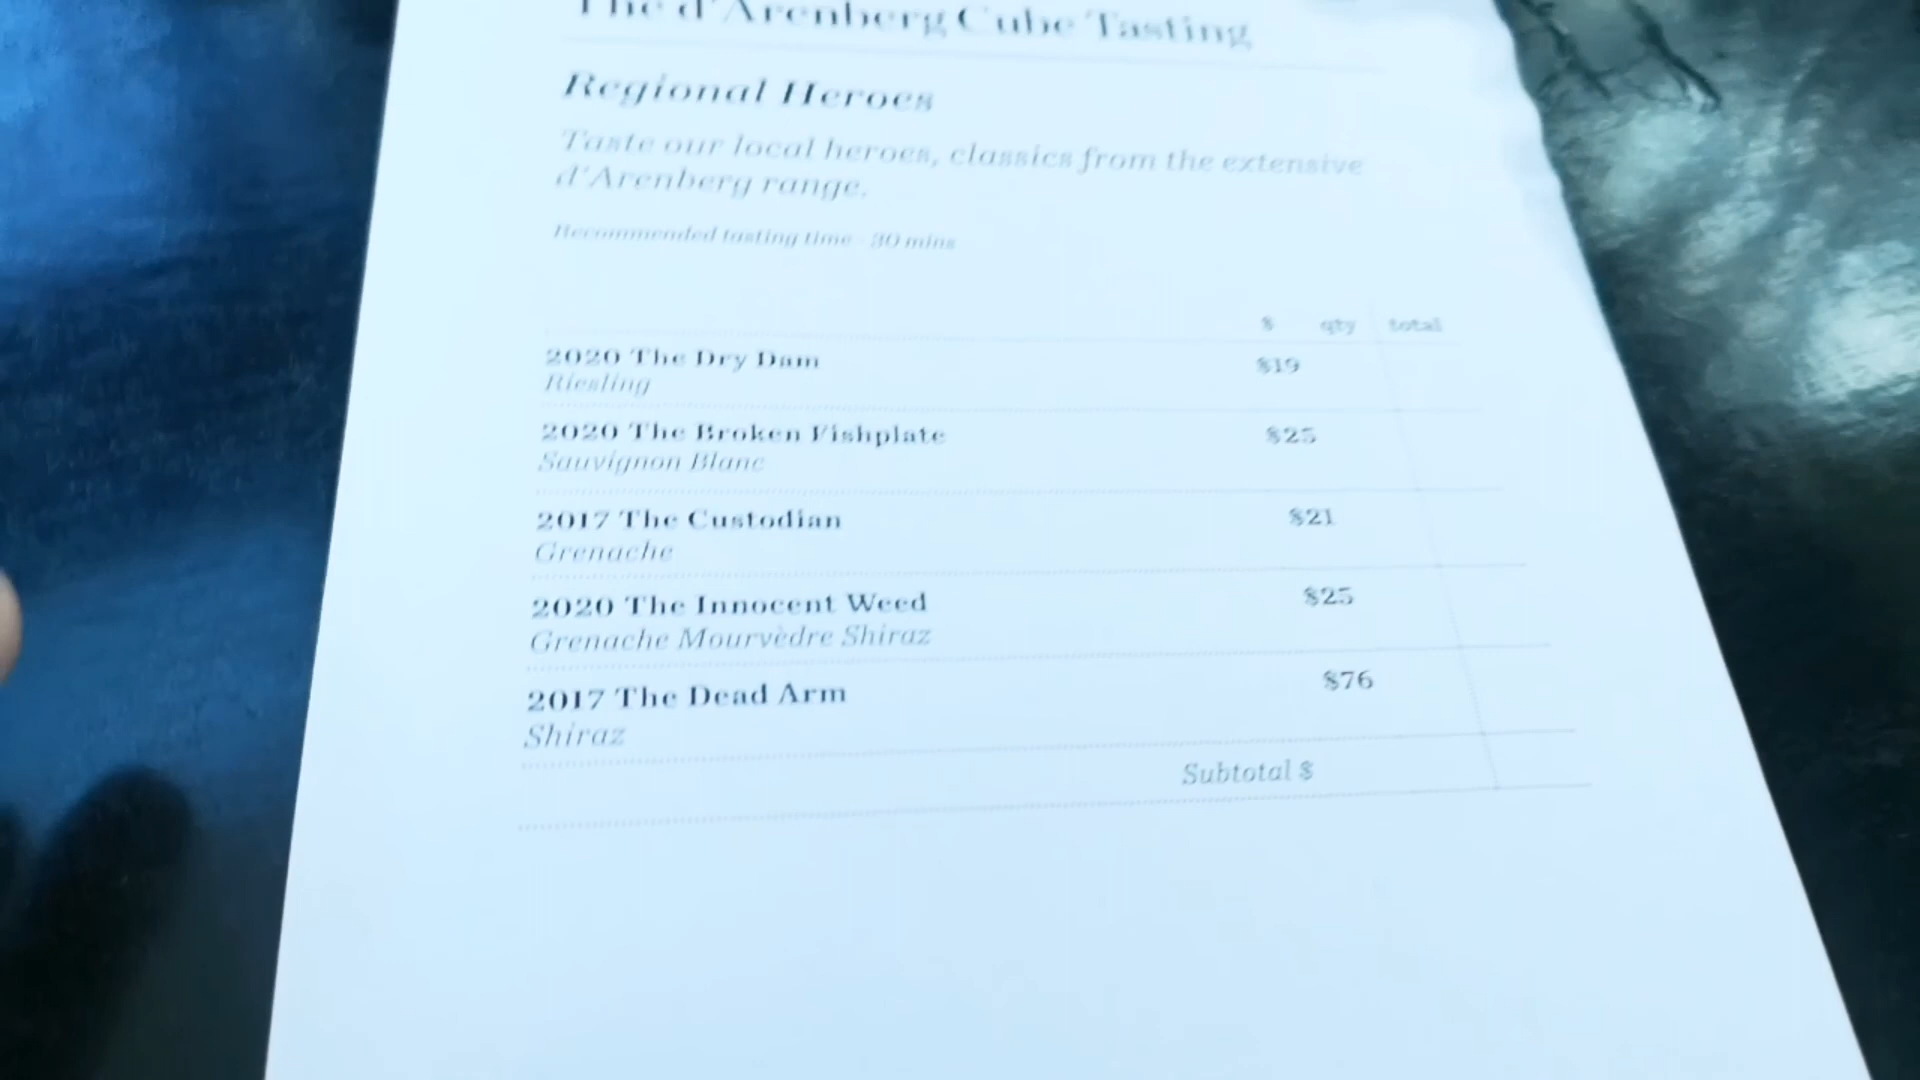 The d'Arenberg Cube Tasting
Regional Heroes
Taste our local heroes, classics from the extensive
d'Arenberg range.
Recommended tasting time - 30 mins
$ qty total
2020 The Dry Dam $19
Riesling
2020 The Broken Fishplate $25
Sauvignon Blanc
2017 The Custodian $21
Grenache
2020 The Innocent Weed $25
Grenache Mourvèdre Shiraz
2017 The Dead Arm $76
Shiraz
Subtotal $